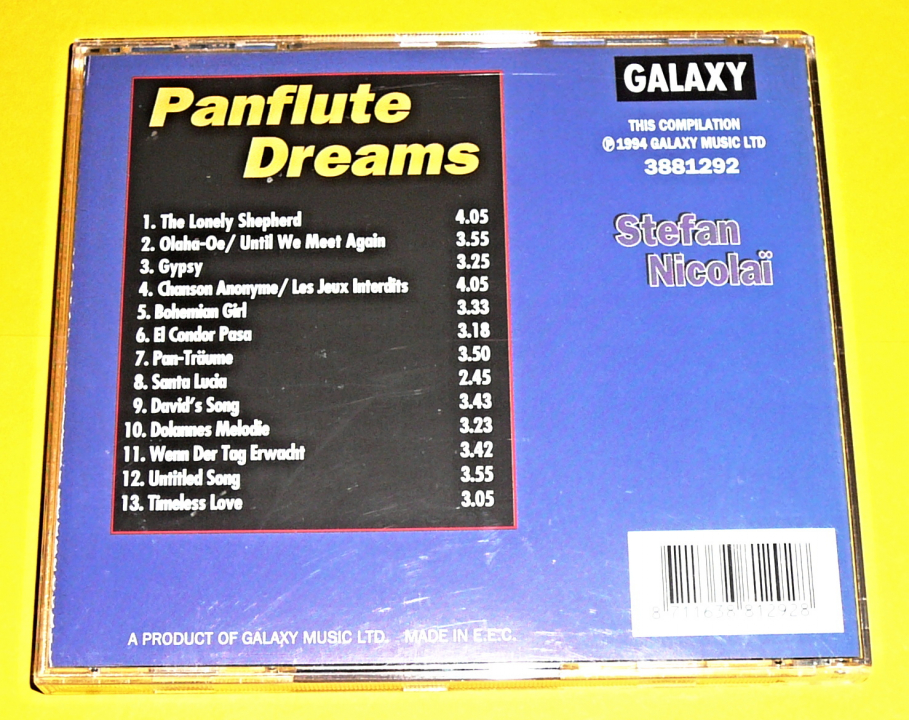 Panflute
Dreams
1. The Lonely Shepherd 4.05
2. Olaha-Oe/ Until We Meet Again 3.55
3. Gypsy 3.25
4. Chanson Anonyme/ Les Jeux Interdits 4.05
5. Bohemian Girl 3.33
6. El Condor Pasa 3.18
7. Pan-Träume 3.50
8. Santa Lucia 2.45
9. David's Song 3.43
10. Dolannes Melodie 3.23
11. Wenn Der Tag Erwacht 3.42
12. Untitled Song 3.55
13. Timeless Love 3.05
GALAXY
THIS COMPILATION
℗ 1994 GALAXY MUSIC LTD
3881292
Stefan
Nicolaï
8 711638 812928
A PRODUCT OF GALAXY MUSIC LTD. MADE IN E.E.C.